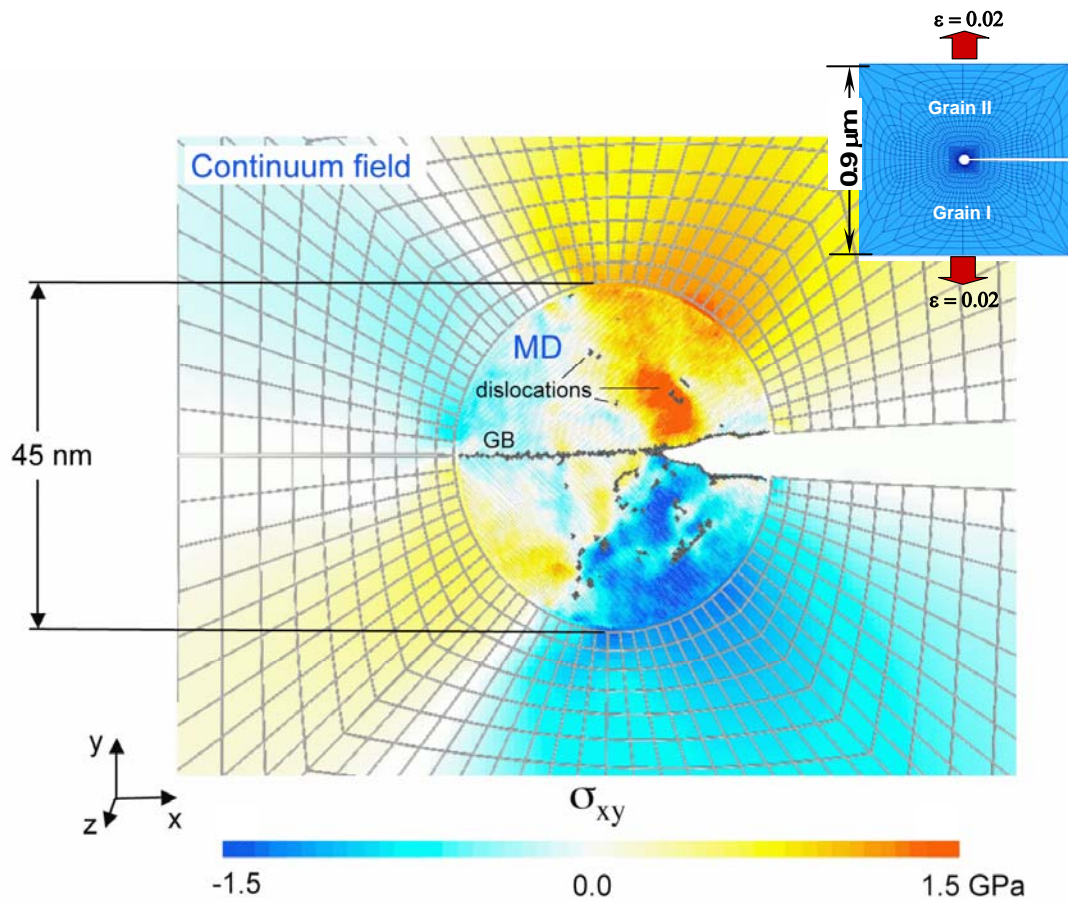 ε = 0.02
Grain II
0.9 μm
Grain I
ε = 0.02
Continuum field
MD
dislocations
GB
45 nm
y
z
x
σxy
-1.5
0.0
1.5 GPa